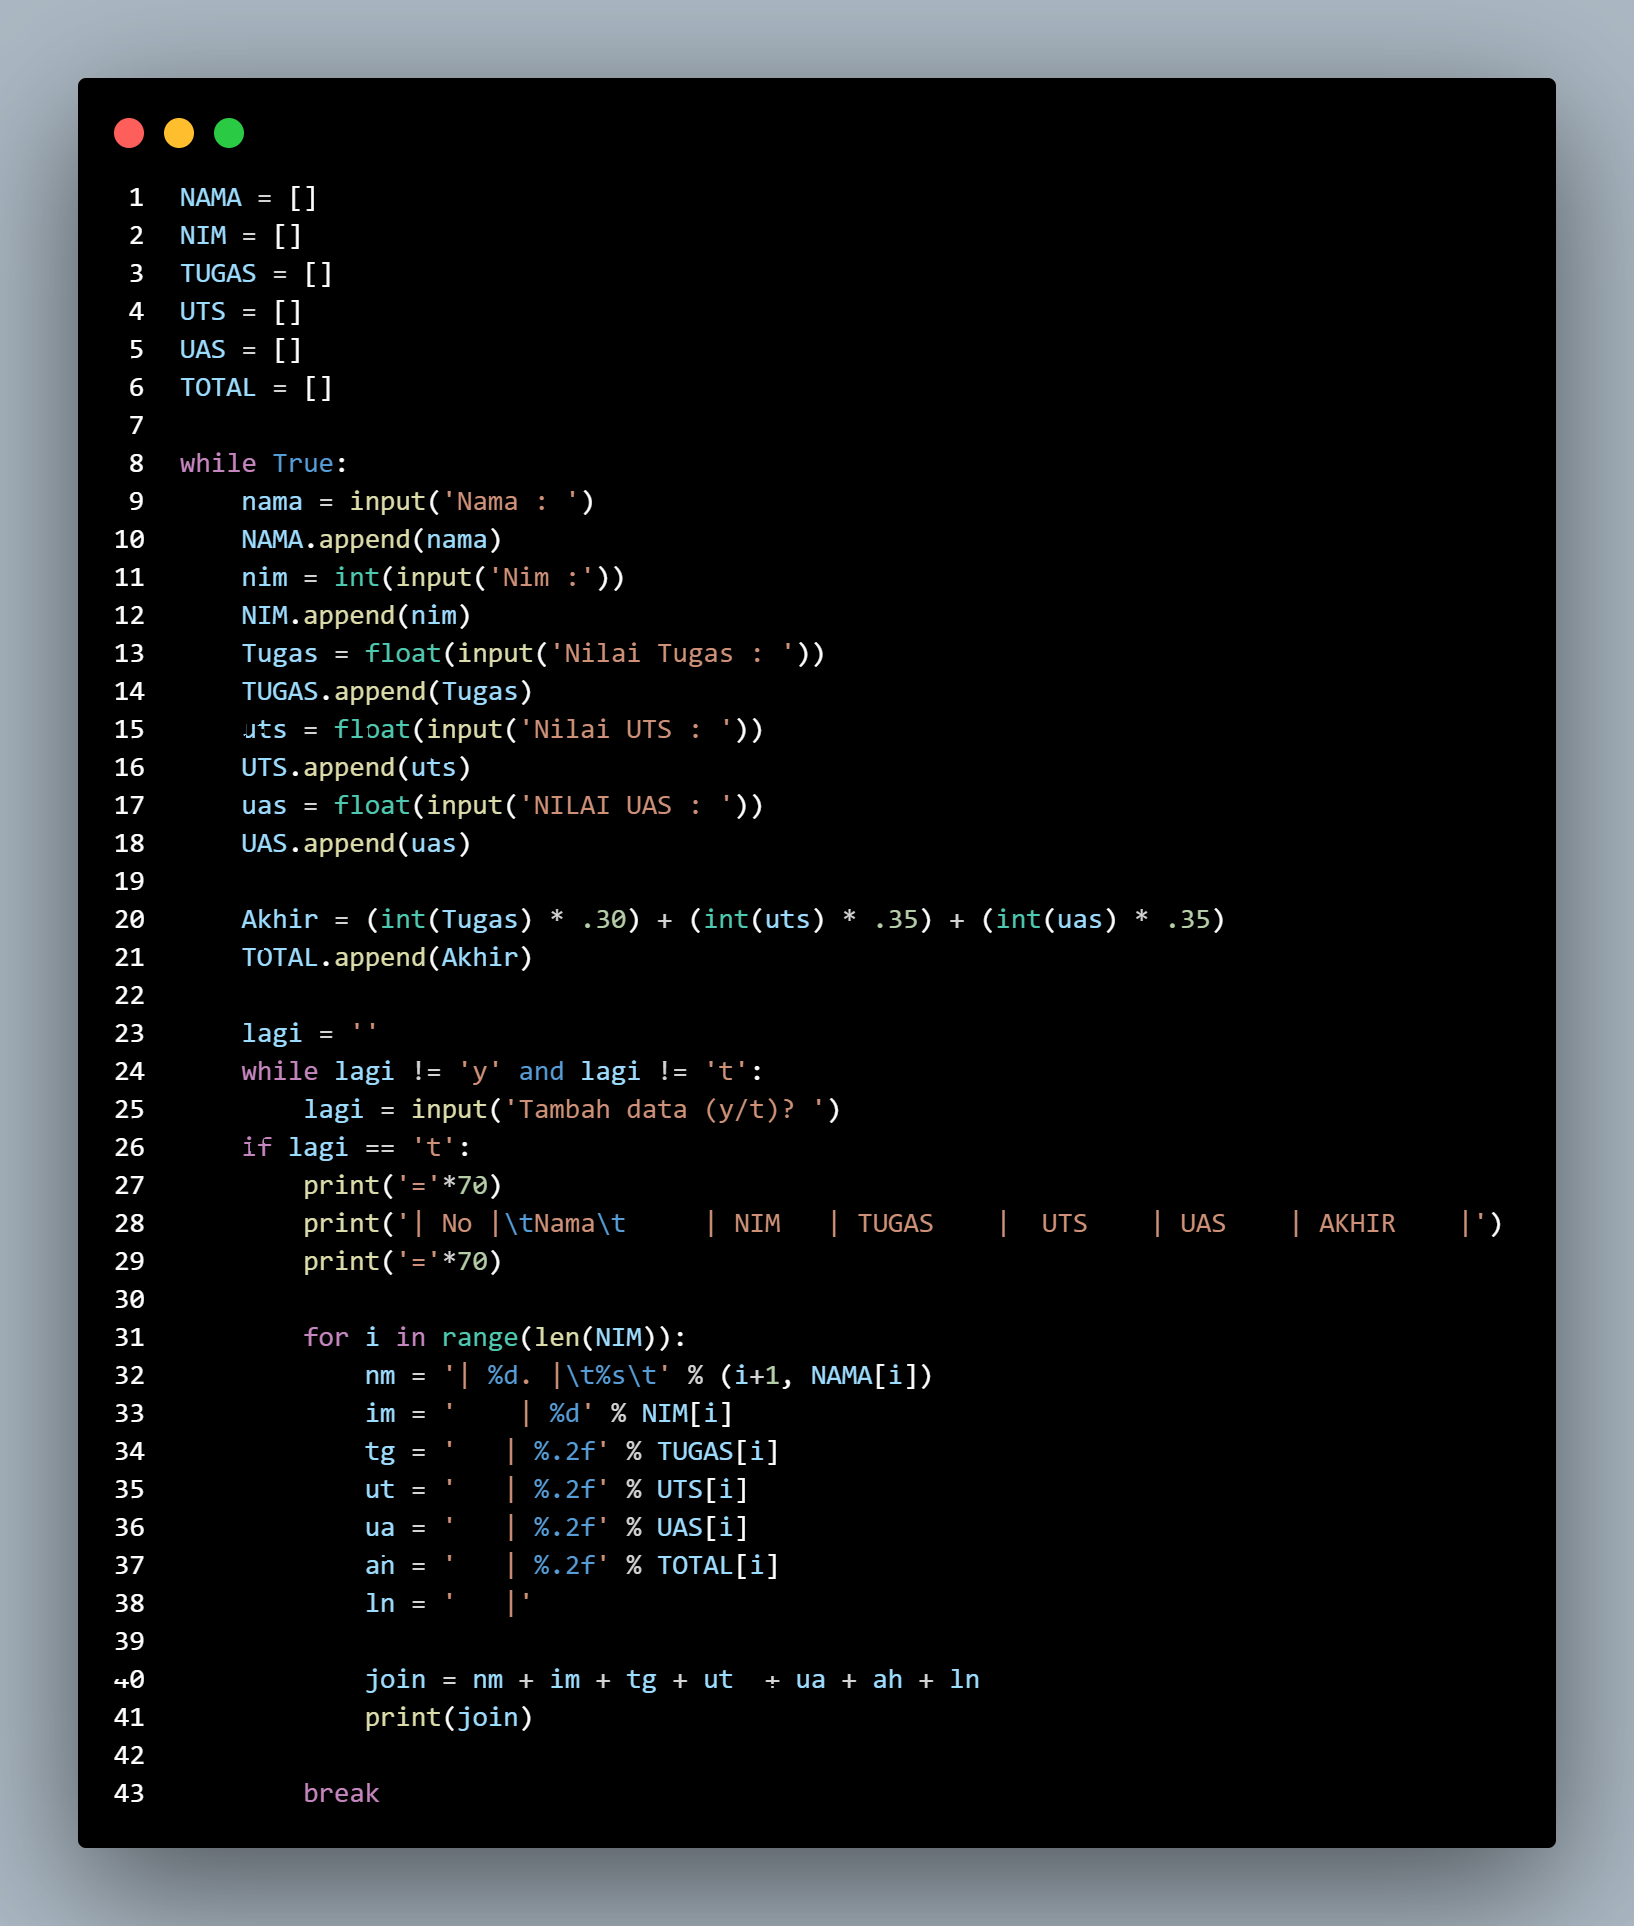 1 NAMA = []
2 NIM = []
3 TUGAS = []
4 UTS = []
5 UAS = []
6 TOTAL = []
7
8 while True:
9     nama = input('Nama : ')
10     NAMA.append(nama)
11     nim = int(input('Nim :'))
12     NIM.append(nim)
13     Tugas = float(input('Nilai Tugas : '))
14     TUGAS.append(Tugas)
15     uts = float(input('Nilai UTS : '))
16     UTS.append(uts)
17     uas = float(input('NILAI UAS : '))
18     UAS.append(uas)
19
20     Akhir = (int(Tugas) * .30) + (int(uts) * .35) + (int(uas) * .35)
21     TOTAL.append(Akhir)
22
23     lagi = ''
24     while lagi != 'y' and lagi != 't':
25         lagi = input('Tambah data (y/t)? ')
26     if lagi == 't':
27         print('='*70)
28         print('| No |\tNama\t     | NIM   | TUGAS    |  UTS    | UAS    | AKHIR    |')
29         print('='*70)
30
31         for i in range(len(NIM)):
32             nm = '| %d. |\t%s\t' % (i+1, NAMA[i])
33             im = '    | %d' % NIM[i]
34             tg = '   | %.2f' % TUGAS[i]
35             ut = '   | %.2f' % UTS[i]
36             ua = '   | %.2f' % UAS[i]
37             ah = '   | %.2f' % TOTAL[i]
38             ln = '   |'
39
40             join = nm + im + tg + ut  + ua + ah + ln
41             print(join)
42
43         break